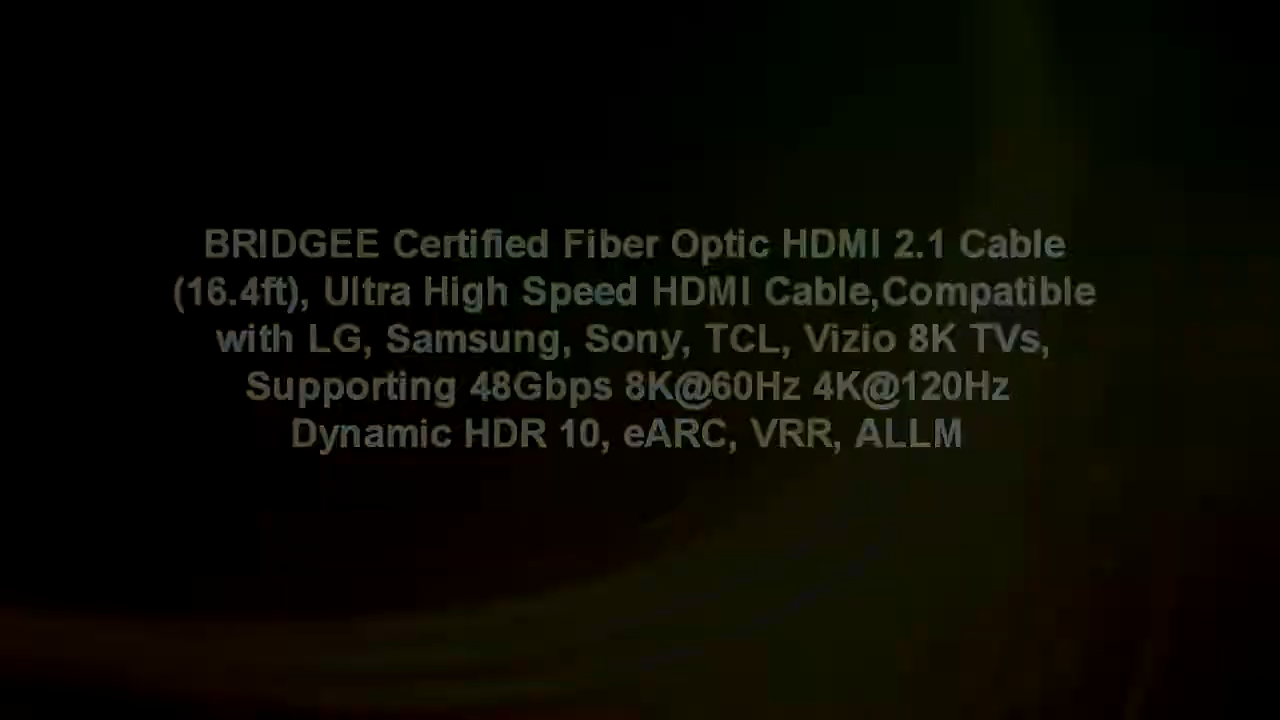 BRIDGEE Certified Fiber Optic HDMI 2.1 Cable
(16.4ft), Ultra High Speed HDMI Cable,Compatible
with LG, Samsung, Sony, TCL, Vizio 8K TVs,
Supporting 48Gbps 8K@60Hz 4K@120Hz
Dynamic HDR 10, eARC, VRR, ALLM